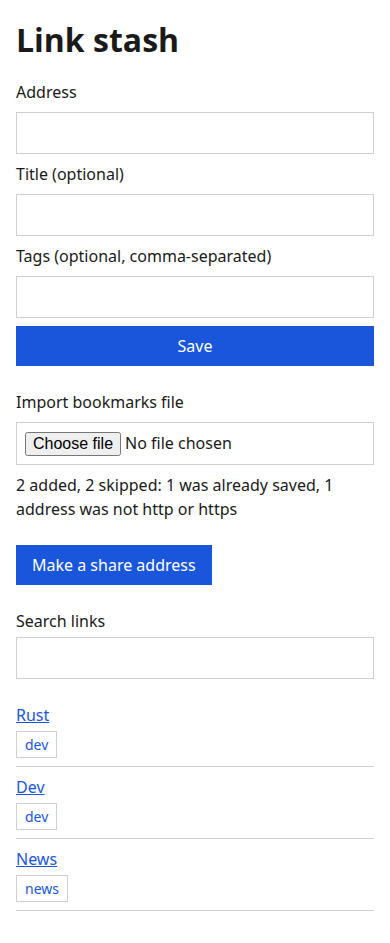 Link stash
Address
Title (optional)
Tags (optional, comma-separated)
Save
Import bookmarks file
Choose file No file chosen
2 added, 2 skipped: 1 was already saved, 1
address was not http or https
Make a share address
Search links
Rust
dev
Dev
dev
News
news